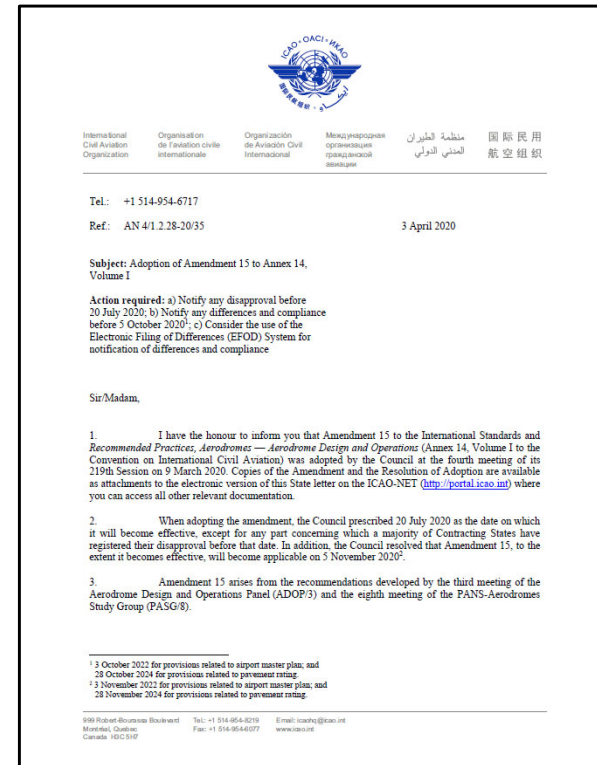 ICAO · OACI · ИКАО
国际民航组织 · إيكاو
International Civil Aviation Organization
Organisation de l'aviation civile internationale
Organización de Aviación Civil Internacional
Международная организация гражданской авиации
منظمة الطيران المدني الدولي
国际民用航空组织
Tel.: +1 514-954-6717
Ref.: AN 4/1.2.28-20/35 3 April 2020
Subject: Adoption of Amendment 15 to Annex 14,
Volume I
Action required: a) Notify any disapproval before
20 July 2020; b) Notify any differences and compliance
before 5 October 2020¹; c) Consider the use of the
Electronic Filing of Differences (EFOD) System for
notification of differences and compliance
Sir/Madam,
1. I have the honour to inform you that Amendment 15 to the International Standards and
Recommended Practices, Aerodromes — Aerodrome Design and Operations (Annex 14, Volume I to the
Convention on International Civil Aviation) was adopted by the Council at the fourth meeting of its
219th Session on 9 March 2020. Copies of the Amendment and the Resolution of Adoption are available
as attachments to the electronic version of this State letter on the ICAO-NET (http://portal.icao.int) where
you can access all other relevant documentation.
2. When adopting the amendment, the Council prescribed 20 July 2020 as the date on which
it will become effective, except for any part concerning which a majority of Contracting States have
registered their disapproval before that date. In addition, the Council resolved that Amendment 15, to the
extent it becomes effective, will become applicable on 5 November 2020².
3. Amendment 15 arises from the recommendations developed by the third meeting of the
Aerodrome Design and Operations Panel (ADOP/3) and the eighth meeting of the PANS-Aerodromes
Study Group (PASG/8).
¹ 3 October 2022 for provisions related to airport master plan; and
28 October 2024 for provisions related to pavement rating.
² 3 November 2022 for provisions related to airport master plan; and
28 November 2024 for provisions related to pavement rating.
999 Robert-Bourassa Boulevard Tel.: +1 514-954-8219 Email: icaohq@icao.int
Montréal, Quebec Fax: +1 514-954-6077 www.icao.int
Canada H3C 5H7